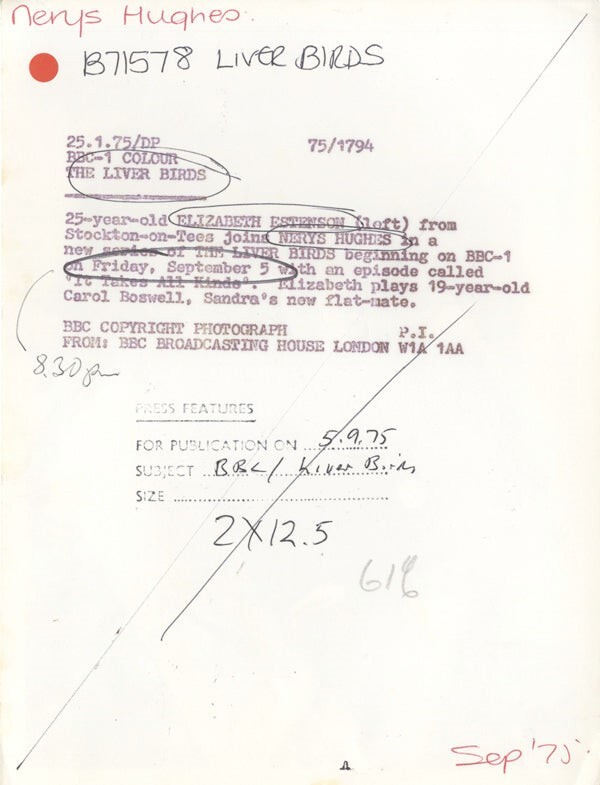 Nerys Hughes.
B71578 LIVER BIRDS
25.1.75/DP 75/1794
BBC-1 COLOUR
THE LIVER BIRDS
25-year-old ELIZABETH ESTENSON (left) from
Stockton-on-Tees joins NERYS HUGHES in a
new series of THE LIVER BIRDS beginning on BBC-1
on Friday, September 5 with an episode called
"It Takes All Kinds". Elizabeth plays 19-year-old
Carol Boswell, Sandra's new flat-mate.
BBC COPYRIGHT PHOTOGRAPH P.I.
FROM: BBC BROADCASTING HOUSE LONDON W1A 1AA
8.30pm
PRESS FEATURES
FOR PUBLICATION ON 5.9.75
SUBJECT BBC/ Liver Birds
SIZE
2X12.5
Sep '75